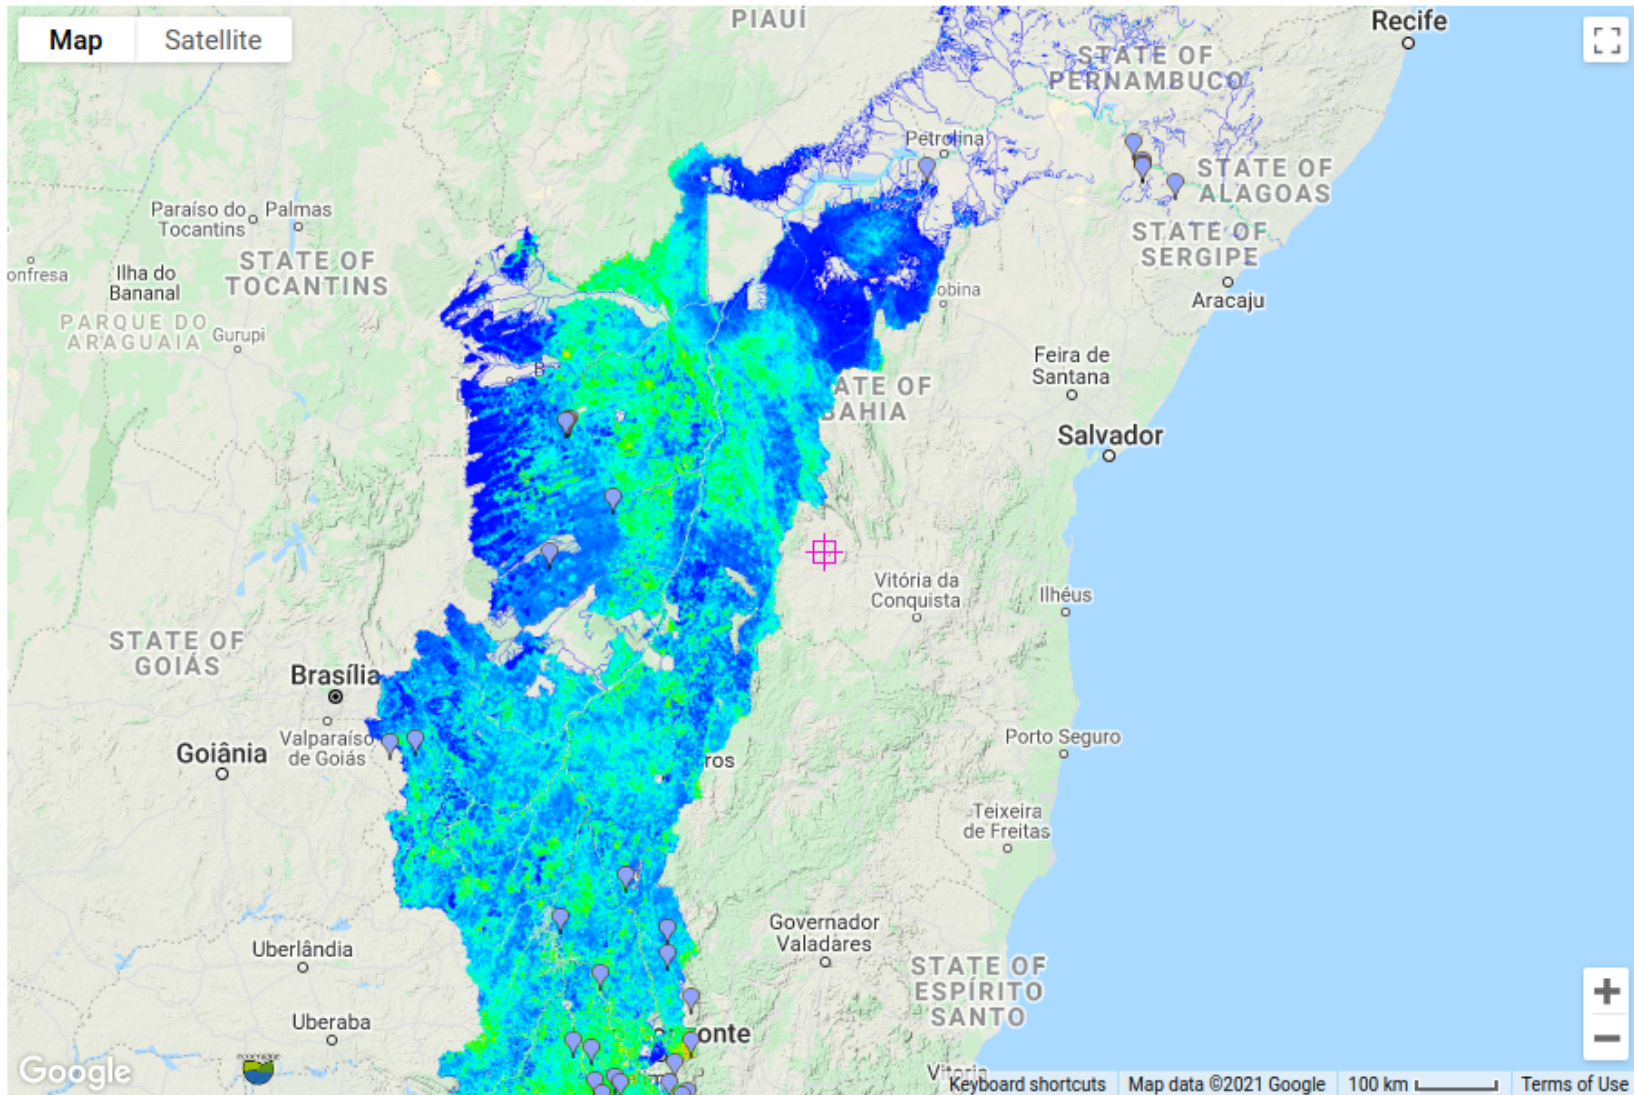 Map
Satellite
PIAUÍ
Recife
STATE OF
PERNAMBUCO
Petrolina
STATE OF
ALAGOAS
Paraíso do
Tocantins
Palmas
STATE OF
SERGIPE
STATE OF
TOCANTINS
onfresa
Ilha do
Bananal
obina
Aracaju
PARQUE DO
ARAGUAIA
Gurupi
Feira de
Santana
B
ATE OF
BAHIA
Salvador
Vitória da
Conquista
Ilhéus
STATE OF
GOIÁS
Brasília
Valparaíso
de Goiás
Goiânia
Porto Seguro
ros
Teixeira
de Freitas
Governador
Valadares
Uberlândia
STATE OF
ESPÍRITO
SANTO
Uberaba
onte
Vitoria
Google
Keyboard shortcuts
Map data ©2021 Google
100 km
Terms of Use